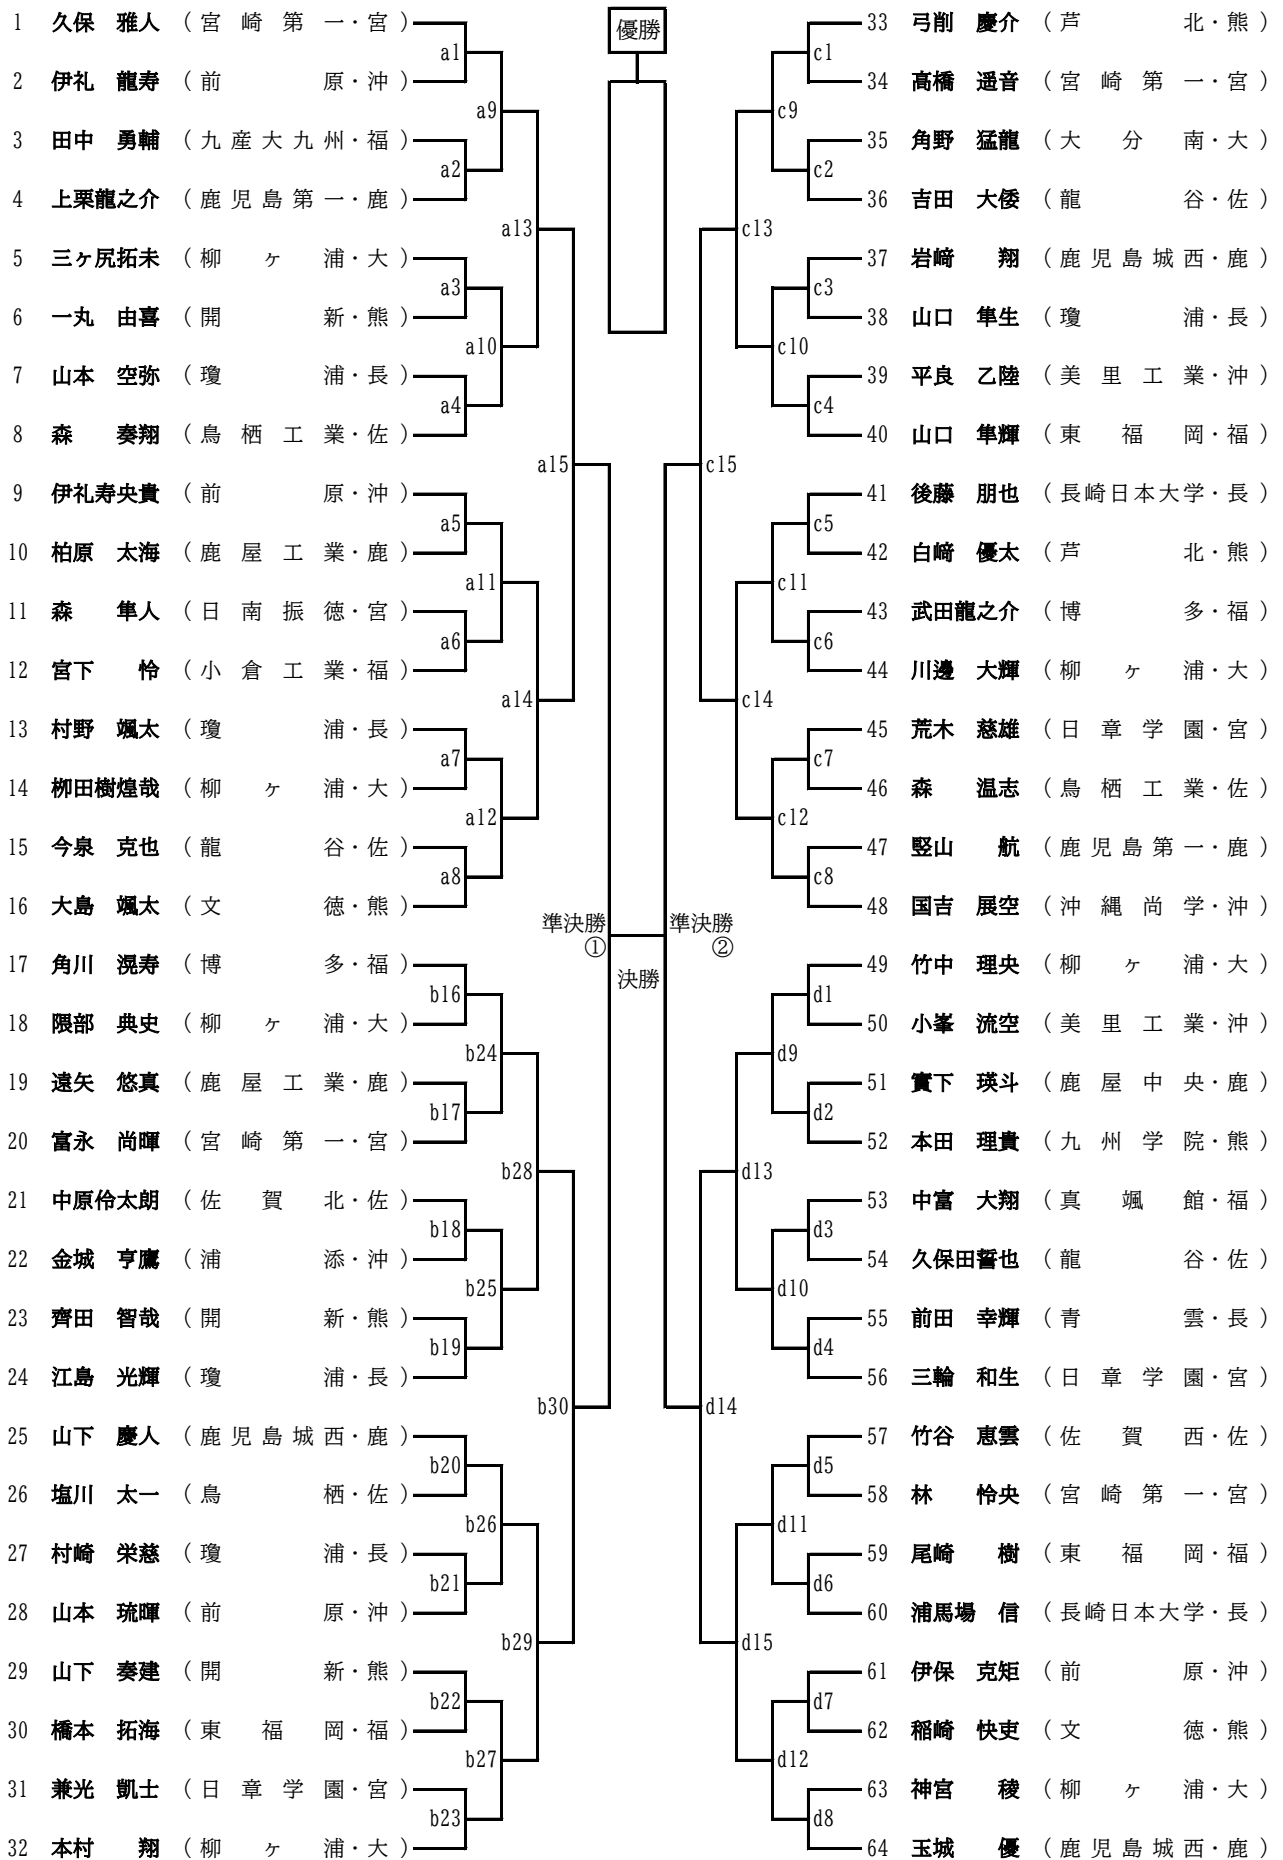 優勝
1 久保 雅人 (宮崎第一・宮)
a1
2 伊礼 龍寿 (前原・沖)
a9
3 田中 勇輔 (九産大九州・福)
a2
4 上栗龍之介 (鹿児島第一・鹿)
a13
5 三ヶ尻拓未 (柳ヶ浦・大)
a3
6 一丸 由喜 (開新・熊)
a10
7 山本 空弥 (瓊浦・長)
a4
8 森 奏翔 (鳥栖工業・佐)
a15
9 伊礼寿央貴 (前原・沖)
a5
10 柏原 太海 (鹿屋工業・鹿)
a11
11 森 隼人 (日南振徳・宮)
a6
12 宮下 怜 (小倉工業・福)
a14
13 村野 颯太 (瓊浦・長)
a7
14 栁田樹煌哉 (柳ヶ浦・大)
a12
15 今泉 克也 (龍谷・佐)
a8
16 大島 颯太 (文徳・熊)
準決勝
①
17 角川 滉寿 (博多・福)
b16
18 隈部 典史 (柳ヶ浦・大)
b24
19 遠矢 悠真 (鹿屋工業・鹿)
b17
20 富永 尚暉 (宮崎第一・宮)
b28
21 中原伶太朗 (佐賀北・佐)
b18
22 金城 亨鷹 (浦添・沖)
b25
23 齊田 智哉 (開新・熊)
b19
24 江島 光輝 (瓊浦・長)
b30
25 山下 慶人 (鹿児島城西・鹿)
b20
26 塩川 太一 (鳥栖・佐)
b26
27 村崎 栄慈 (瓊浦・長)
b21
28 山本 琉暉 (前原・沖)
b29
29 山下 奏建 (開新・熊)
b22
30 橋本 拓海 (東福岡・福)
b27
31 兼光 凱士 (日章学園・宮)
b23
32 本村 翔 (柳ヶ浦・大)
決勝
33 弓削 慶介 (芦北・熊)
c1
34 高橋 遥音 (宮崎第一・宮)
c9
35 角野 猛龍 (大分南・大)
c2
36 吉田 大倭 (龍谷・佐)
c13
37 岩﨑 翔 (鹿児島城西・鹿)
c3
38 山口 隼生 (瓊浦・長)
c10
39 平良 乙陸 (美里工業・沖)
c4
40 山口 隼輝 (東福岡・福)
c15
41 後藤 朋也 (長崎日本大学・長)
c5
42 白﨑 優太 (芦北・熊)
c11
43 武田龍之介 (博多・福)
c6
44 川邊 大輝 (柳ヶ浦・大)
c14
45 荒木 慈雄 (日章学園・宮)
c7
46 森 温志 (鳥栖工業・佐)
c12
47 竪山 航 (鹿児島第一・鹿)
c8
48 国吉 展空 (沖縄尚学・沖)
準決勝
②
49 竹中 理央 (柳ヶ浦・大)
d1
50 小峯 流空 (美里工業・沖)
d9
51 實下 瑛斗 (鹿屋中央・鹿)
d2
52 本田 理貴 (九州学院・熊)
d13
53 中富 大翔 (真颯館・福)
d3
54 久保田誓也 (龍谷・佐)
d10
55 前田 幸輝 (青雲・長)
d4
56 三輪 和生 (日章学園・宮)
d14
57 竹谷 恵雲 (佐賀西・佐)
d5
58 林 怜央 (宮崎第一・宮)
d11
59 尾崎 樹 (東福岡・福)
d6
60 浦馬場 信 (長崎日本大学・長)
d15
61 伊保 克矩 (前原・沖)
d7
62 稲崎 快吏 (文徳・熊)
d12
63 神宮 稜 (柳ヶ浦・大)
d8
64 玉城 優 (鹿児島城西・鹿)